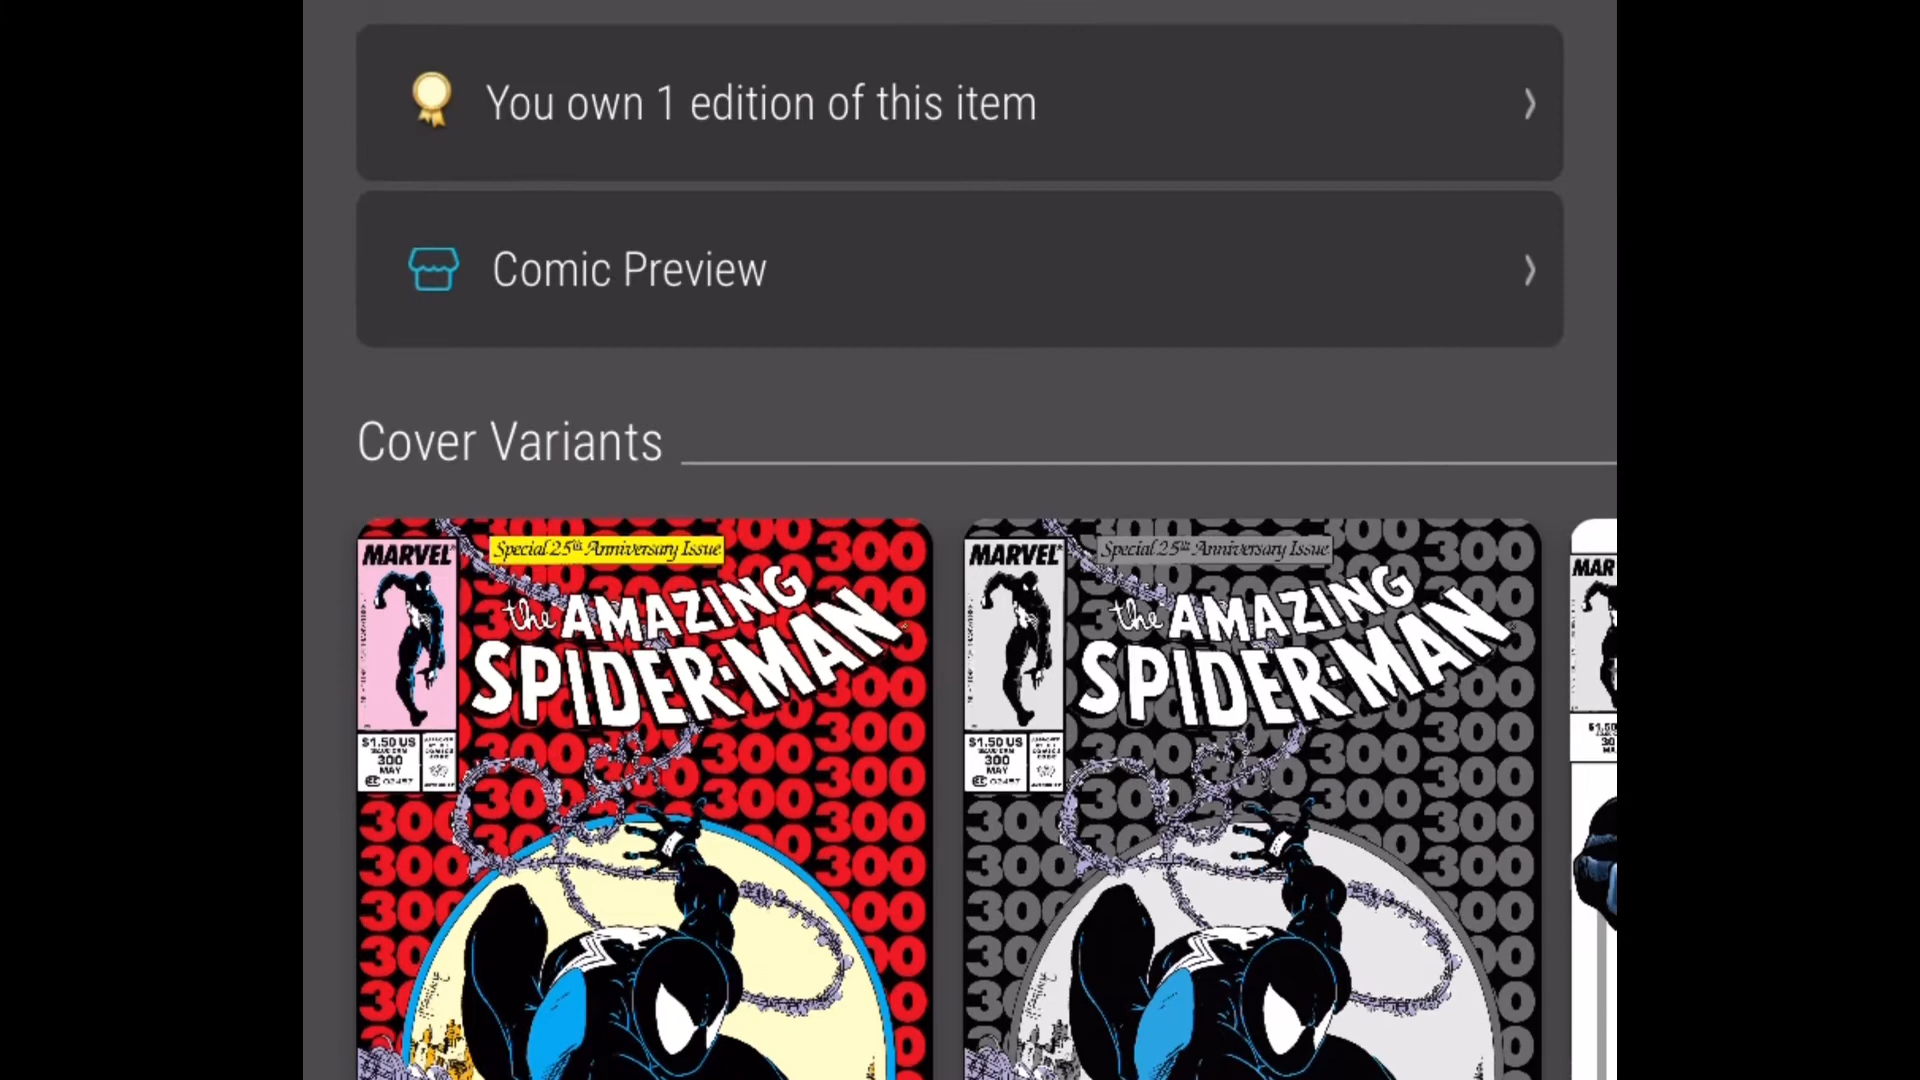 You own 1 edition of this item
Comic Preview
Cover Variants
MARVEL
Special 25th Anniversary Issue
the AMAZING
SPIDER-MAN
$1.50 US
300
MAY
MARVEL
Special 25th Anniversary Issue
the AMAZING
SPIDER-MAN
$1.50 US
300
MAY
MAR